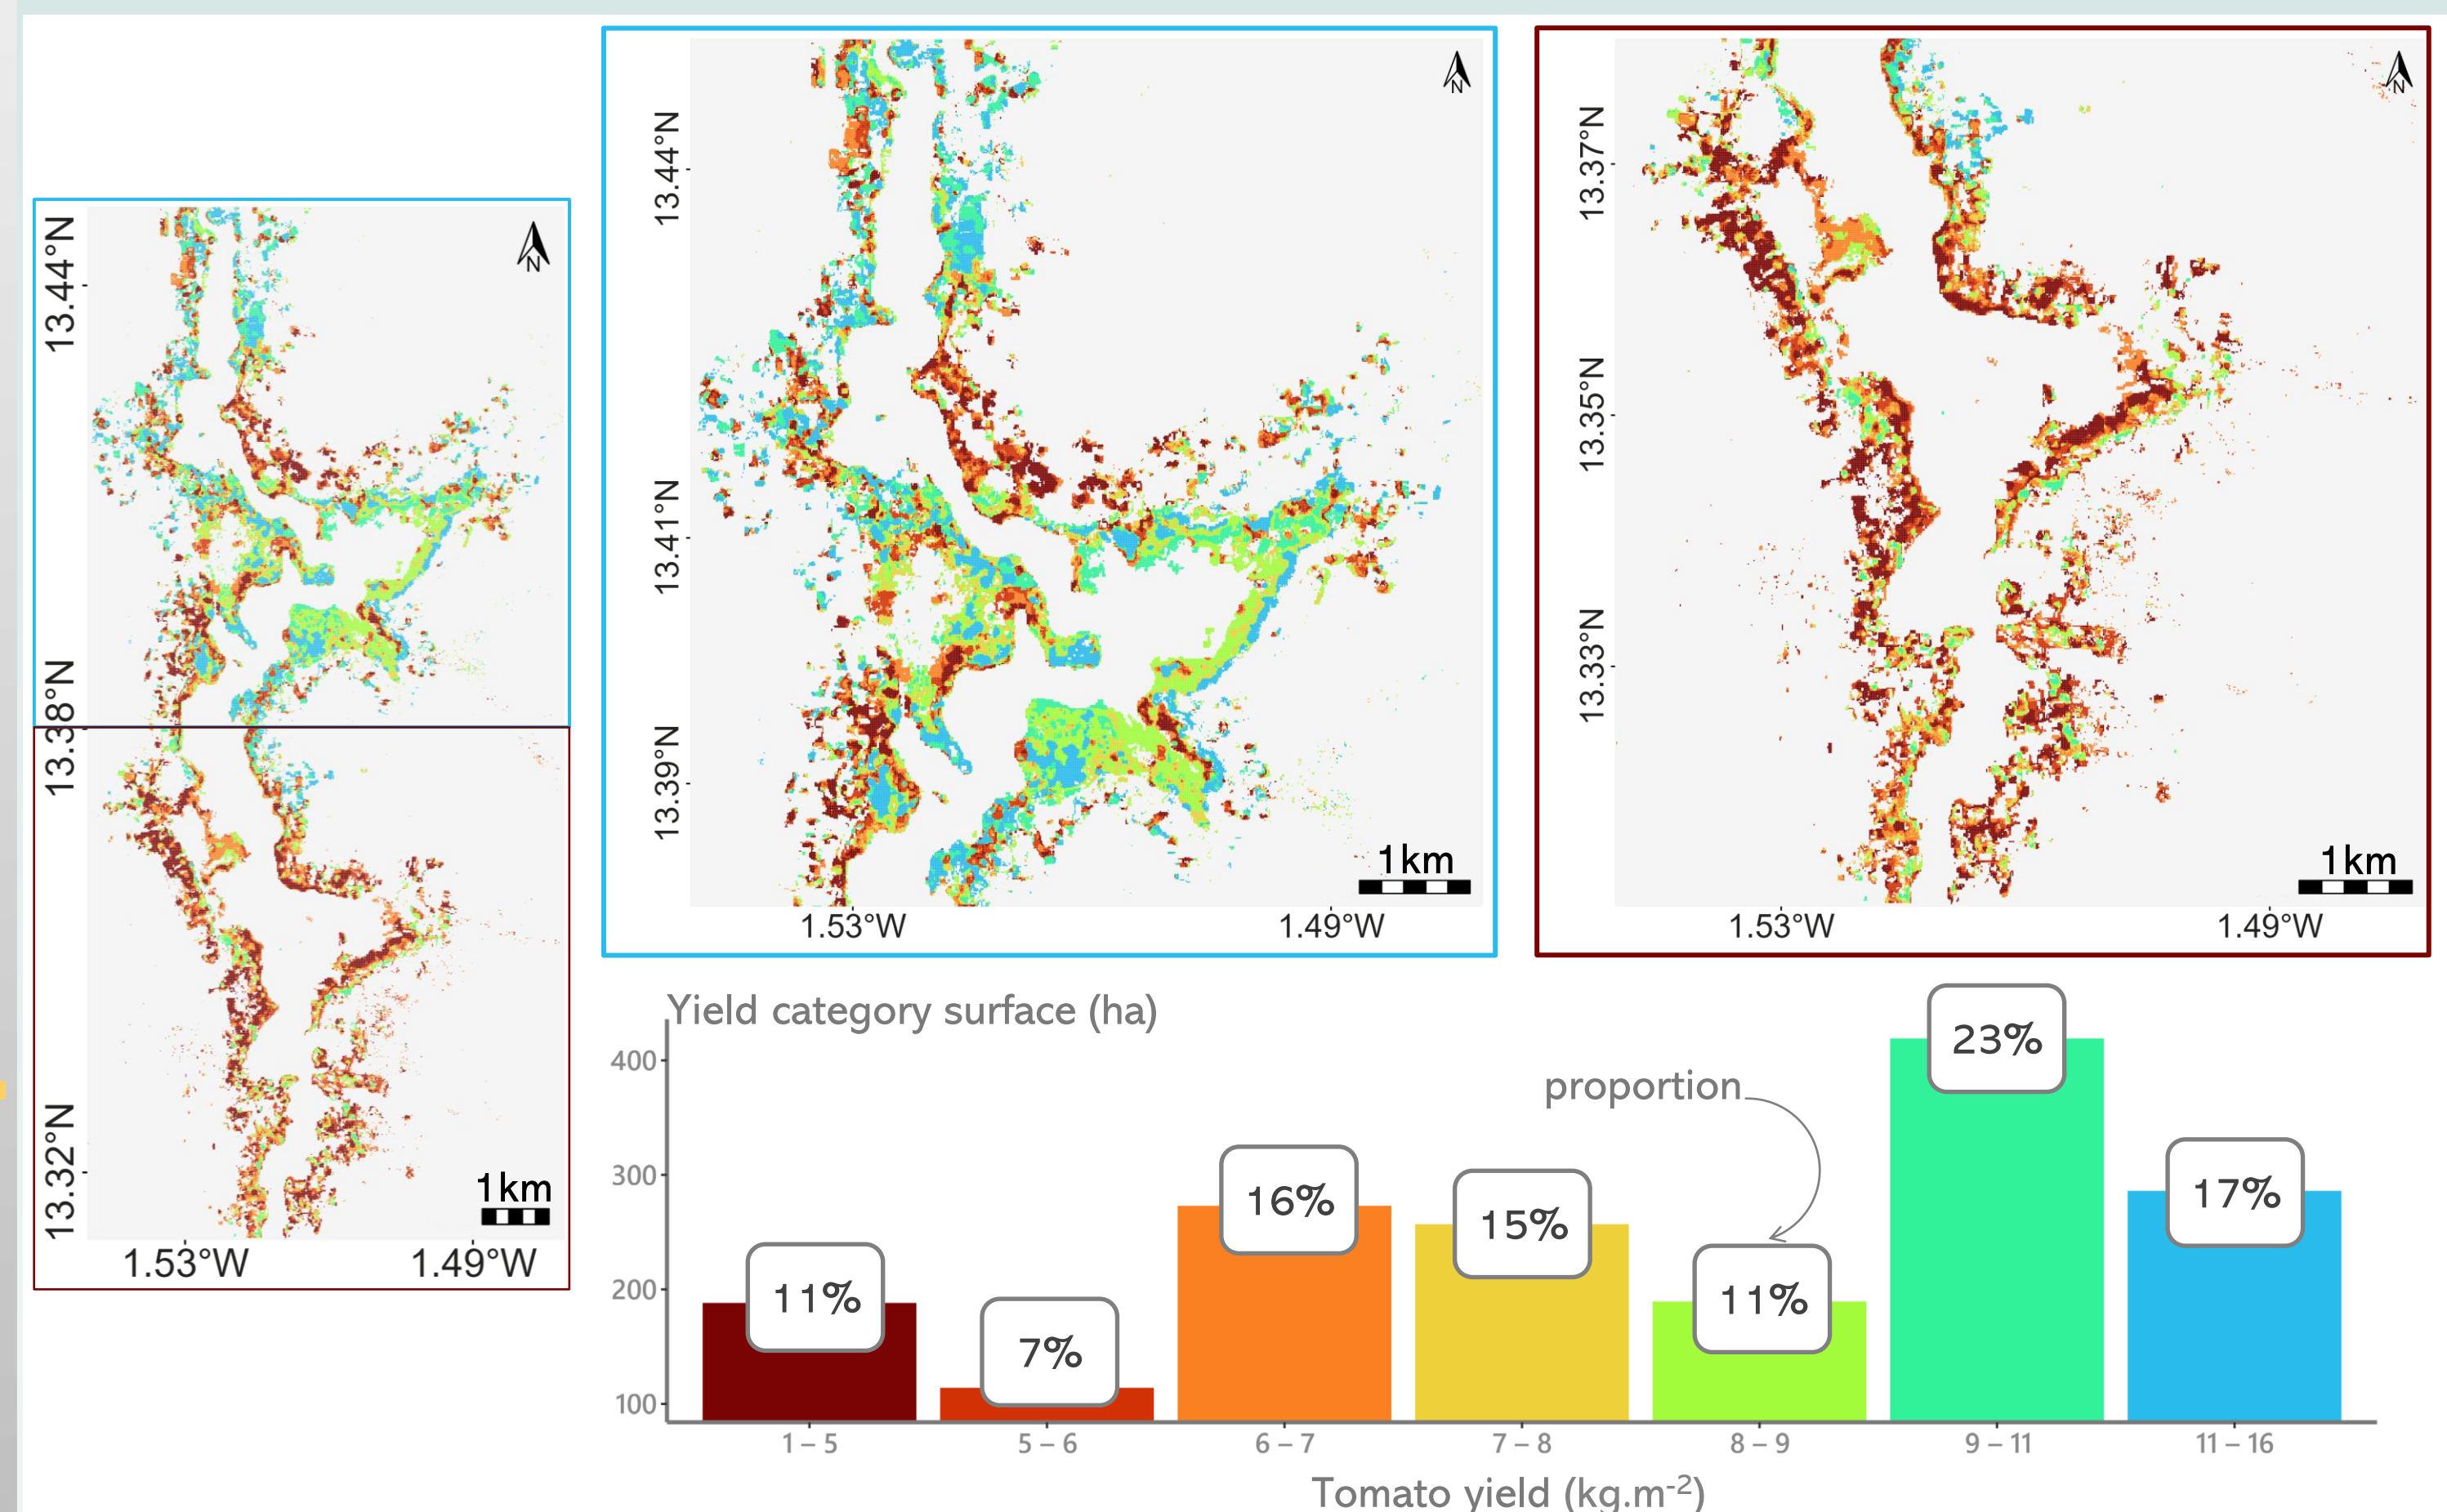 13.44°N
13.38°N
13.32°N
N
1km
1.53°W
1.49°W
13.44°N
13.41°N
13.39°N
N
1km
1.53°W
1.49°W
13.37°N
13.35°N
13.33°N
N
1km
1.53°W
1.49°W
Yield category surface (ha)
400
300
200
100
proportion
11%
7%
16%
15%
11%
23%
17%
1 – 5
5 – 6
6 – 7
7 – 8
8 – 9
9 – 11
11 – 16
Tomato yield (kg.m⁻²)